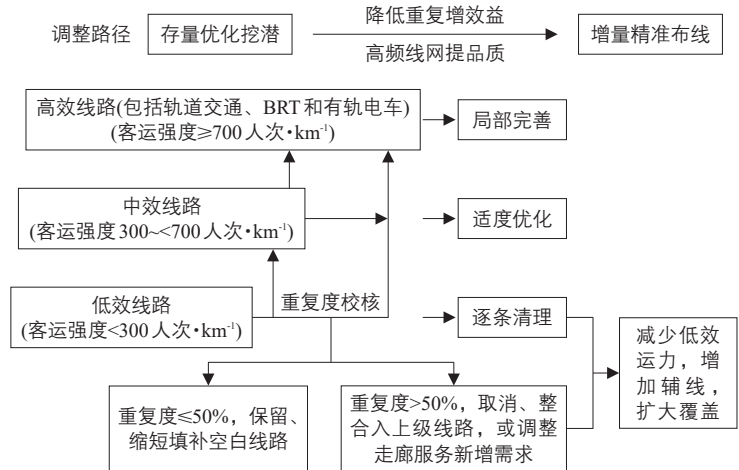 调整路径
存量优化挖潜
降低重复增效益
高频线网提品质
增量精准布线
高效线路(包括轨道交通、BRT和有轨电车)
(客运强度≥700人次·km⁻¹)
局部完善
中效线路
(客运强度300~<700人次·km⁻¹)
适度优化
低效线路
(客运强度<300人次·km⁻¹)
重复度校核
逐条清理
减少低效
运力，增
加辅线，
扩大覆盖
重复度≤50%，保留、
缩短填补空白线路
重复度>50%，取消、整
合入上级线路，或调整
走廊服务新增需求